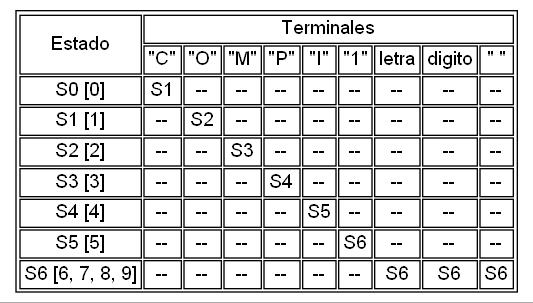 Estado Terminales
"C" "O" "M" "P" "I" "1" letra digito " "
S0 [0] S1 -- -- -- -- -- -- -- --
S1 [1] -- S2 -- -- -- -- -- -- --
S2 [2] -- -- S3 -- -- -- -- -- --
S3 [3] -- -- -- S4 -- -- -- -- --
S4 [4] -- -- -- -- S5 -- -- -- --
S5 [5] -- -- -- -- -- S6 -- -- --
S6 [6, 7, 8, 9] -- -- -- -- -- -- S6 S6 S6